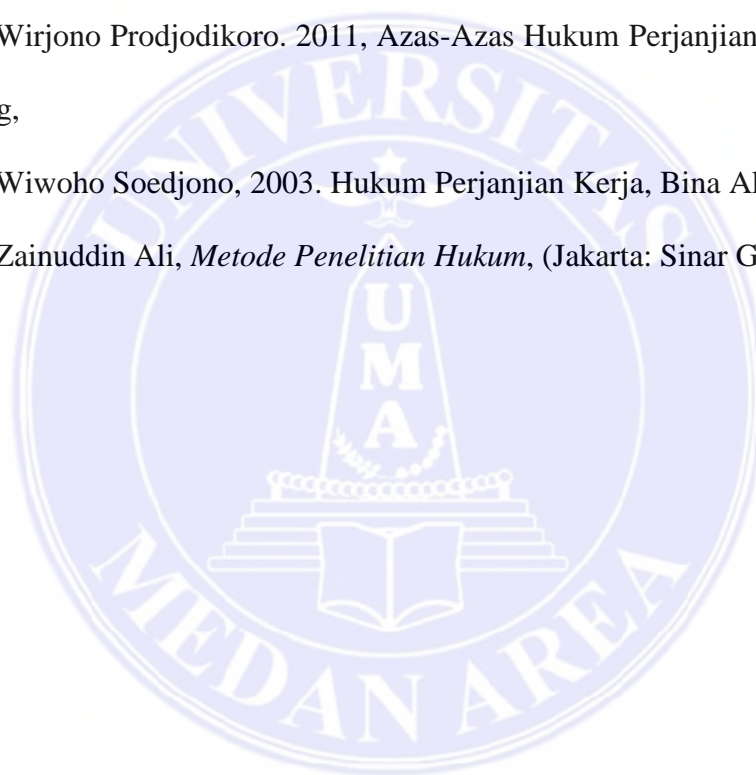 Wirjono Prodjodikoro. 2011, Azas-Azas Hukum Perjanjian
g,
Wiwoho Soedjono, 2003. Hukum Perjanjian Kerja, Bina Al
Zainuddin Ali, Metode Penelitian Hukum, (Jakarta: Sinar G
UNIVERSITAS
U
M
A
MEDAN AREA